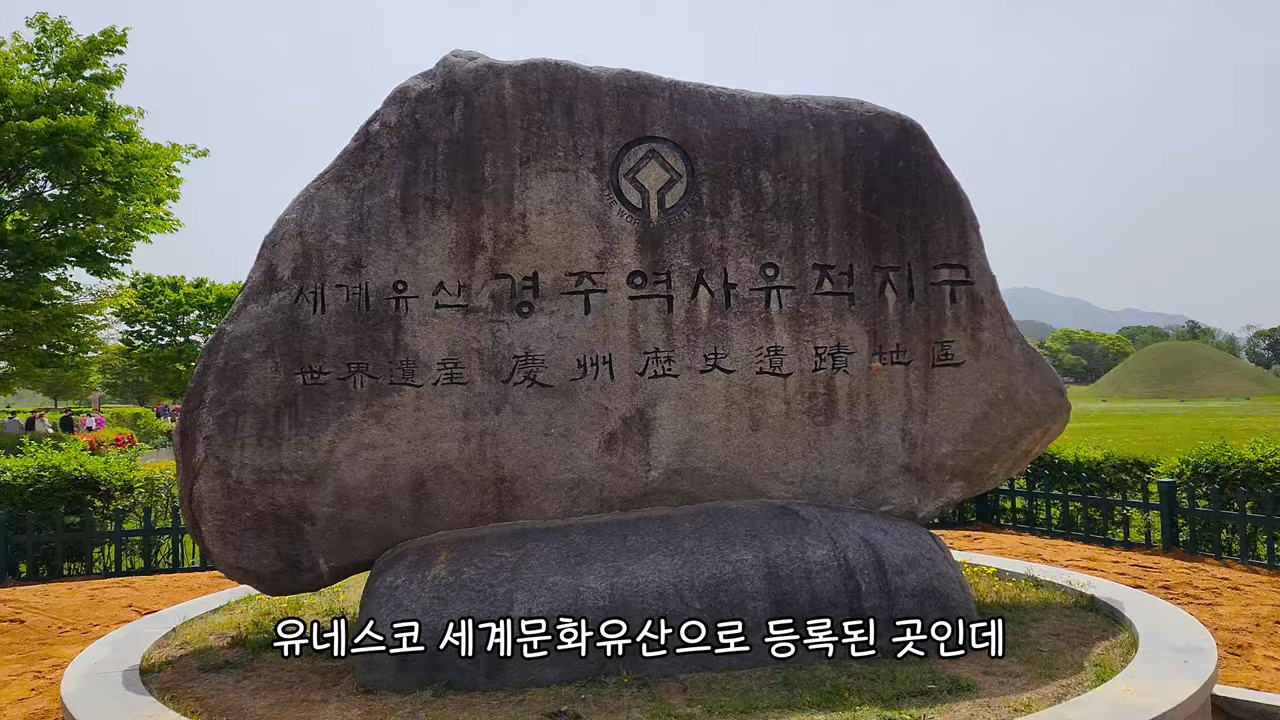 세계유산 경주역사유적지구
世界遺産 慶州歷史遺蹟地區
유네스코 세계문화유산으로 등록된 곳인데